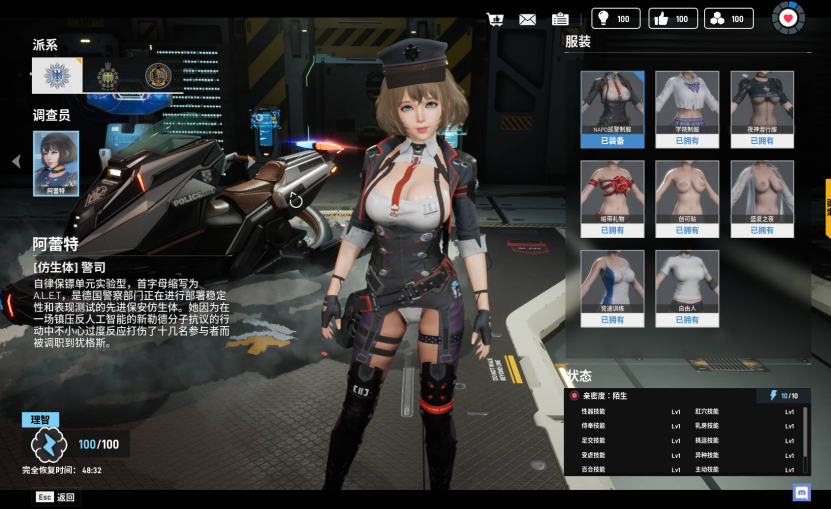 100
100
100
派系
服装
调查员
阿蕾特
NAPD巡警制服
学院制服
夜神潜行服
已装备
已拥有
已拥有
POLICE
缎带礼物
创可贴
盛夏之夜
已拥有
已拥有
已拥有
阿蕾特
[仿生体] 警司
自律保镖单元实验型，首字母缩写为
A.L.E.T，是德国警察部门正在进行部署稳定
性和表现测试的先进保安仿生体。她因为在
一场镇压反人工智能的新勒德分子抗议的行
动中不小心过度反应打伤了十几名参与者而
被调职到犹格斯。
竞速训练
自由人
已拥有
已拥有
状态
亲密度：陌生
10/10
性器技能
Lv1
肛穴技能
Lv1
侍奉技能
Lv1
乳房技能
Lv1
足交技能
Lv1
挑逗技能
Lv1
受虐技能
Lv1
异种技能
Lv1
百合技能
Lv1
主动技能
Lv1
理智
100/100
完全恢复时间： 48:32
Esc 返回